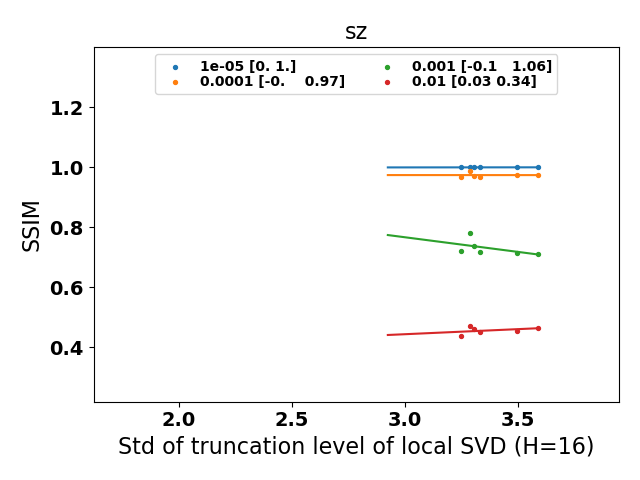 sz
1e-05 [0. 1.]
0.0001 [-0.    0.97]
0.001 [-0.1   1.06]
0.01 [0.03 0.34]
SSIM
1.2
1.0
0.8
0.6
0.4
2.0 2.5 3.0 3.5
Std of truncation level of local SVD (H=16)